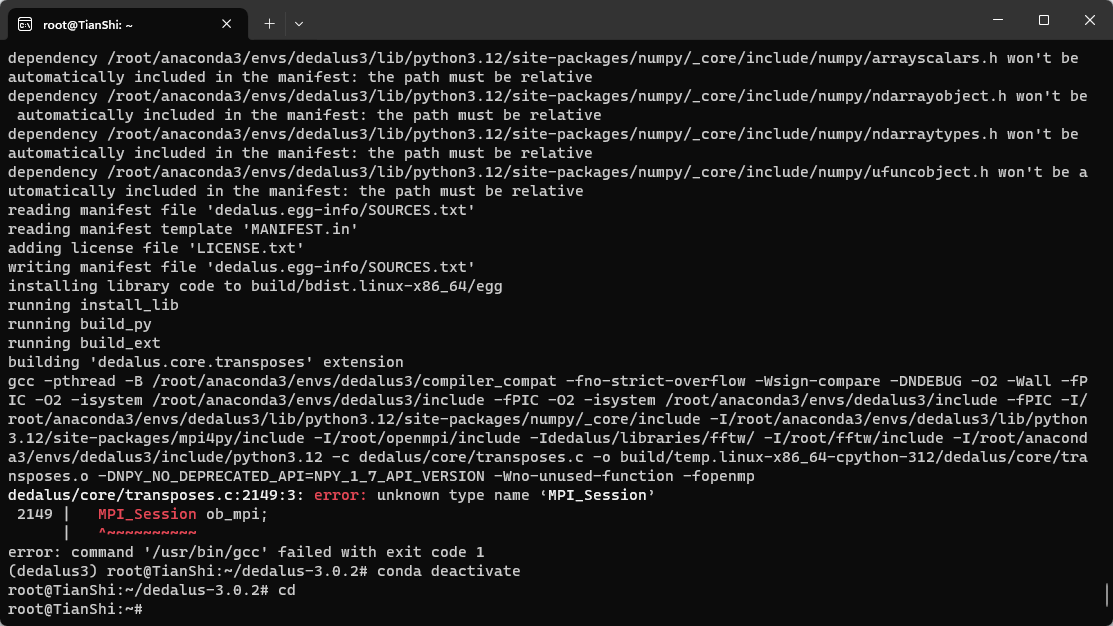 root@TianShi: ~
dependency /root/anaconda3/envs/dedalus3/lib/python3.12/site-packages/numpy/_core/include/numpy/arrayscalars.h won't be
automatically included in the manifest: the path must be relative
dependency /root/anaconda3/envs/dedalus3/lib/python3.12/site-packages/numpy/_core/include/numpy/ndarrayobject.h won't be
 automatically included in the manifest: the path must be relative
dependency /root/anaconda3/envs/dedalus3/lib/python3.12/site-packages/numpy/_core/include/numpy/ndarraytypes.h won't be
automatically included in the manifest: the path must be relative
dependency /root/anaconda3/envs/dedalus3/lib/python3.12/site-packages/numpy/_core/include/numpy/ufuncobject.h won't be a
utomatically included in the manifest: the path must be relative
reading manifest file 'dedalus.egg-info/SOURCES.txt'
reading manifest template 'MANIFEST.in'
adding license file 'LICENSE.txt'
writing manifest file 'dedalus.egg-info/SOURCES.txt'
installing library code to build/bdist.linux-x86_64/egg
running install_lib
running build_py
running build_ext
building 'dedalus.core.transposes' extension
gcc -pthread -B /root/anaconda3/envs/dedalus3/compiler_compat -fno-strict-overflow -Wsign-compare -DNDEBUG -O2 -Wall -fP
IC -O2 -isystem /root/anaconda3/envs/dedalus3/include -fPIC -O2 -isystem /root/anaconda3/envs/dedalus3/include -fPIC -I/
root/anaconda3/envs/dedalus3/lib/python3.12/site-packages/numpy/_core/include -I/root/anaconda3/envs/dedalus3/lib/python
3.12/site-packages/mpi4py/include -I/root/openmpi/include -Idedalus/libraries/fftw/ -I/root/fftw/include -I/root/anacond
a3/envs/dedalus3/include/python3.12 -c dedalus/core/transposes.c -o build/temp.linux-x86_64-cpython-312/dedalus/core/tra
nsposes.o -DNPY_NO_DEPRECATED_API=NPY_1_7_API_VERSION -Wno-unused-function -fopenmp
dedalus/core/transposes.c:2149:3: error: unknown type name ‘MPI_Session’
 2149 |   MPI_Session ob_mpi;
      |   ^~~~~~~~~~~
error: command '/usr/bin/gcc' failed with exit code 1
(dedalus3) root@TianShi:~/dedalus-3.0.2# conda deactivate
root@TianShi:~/dedalus-3.0.2# cd
root@TianShi:~#